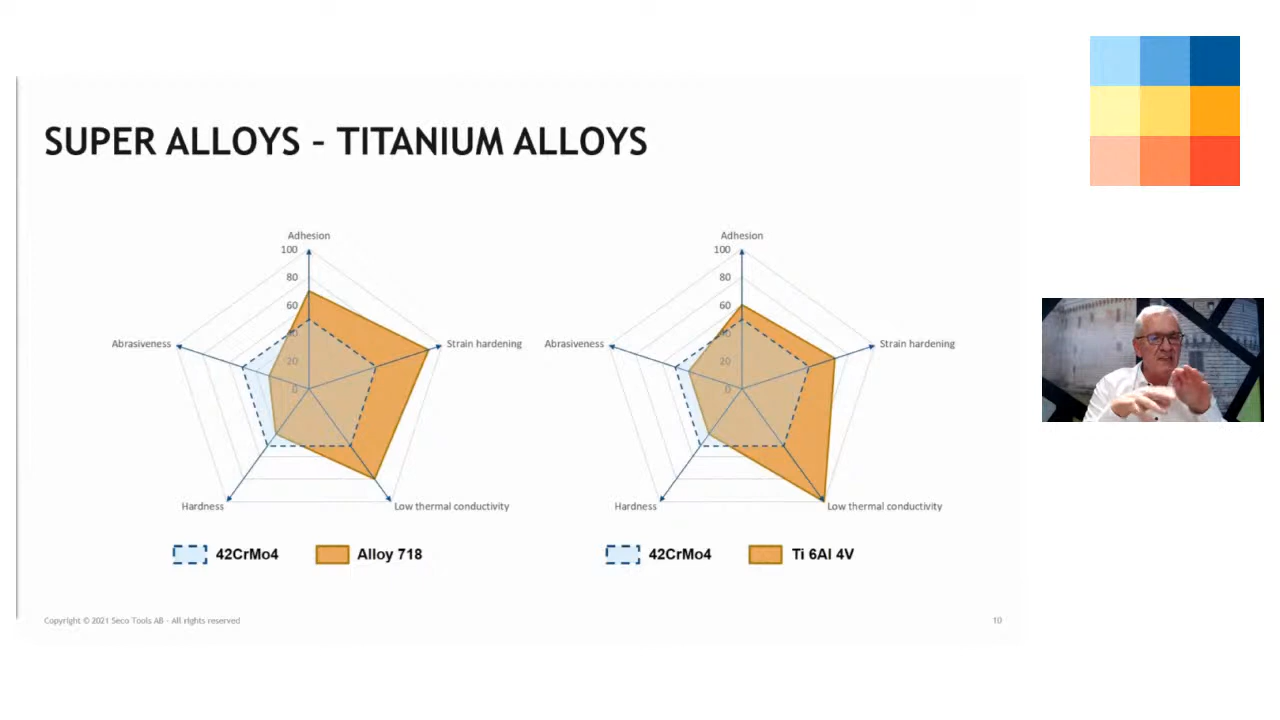 SUPER ALLOYS – TITANIUM ALLOYS
Adhesion
100
80
60
40
20
0
Abrasiveness
Strain hardening
Hardness
Low thermal conductivity
42CrMo4
Alloy 718
Adhesion
100
80
60
40
20
0
Abrasiveness
Strain hardening
Hardness
Low thermal conductivity
42CrMo4
Ti 6Al 4V
Copyright © 2021 Seco Tools AB - All rights reserved
10